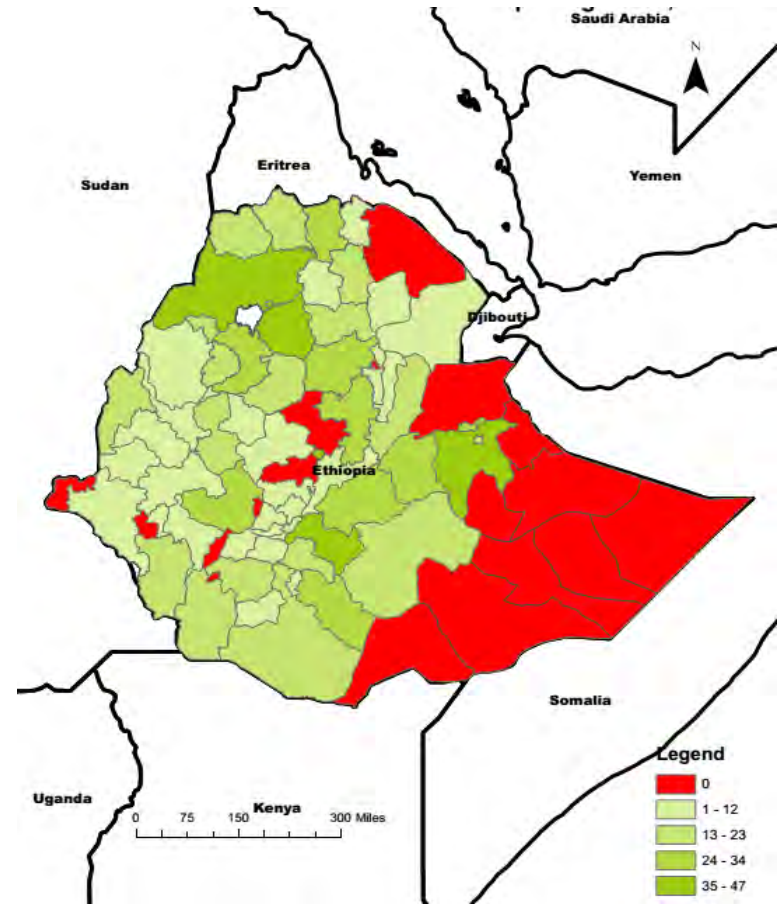 Saudi Arabia
N
Eritrea
Sudan
Yemen
Djibouti
Ethiopia
Somalia
Legend
0
1 - 12
13 - 23
24 - 34
35 - 47
Uganda
Kenya
0 75 150 300 Miles